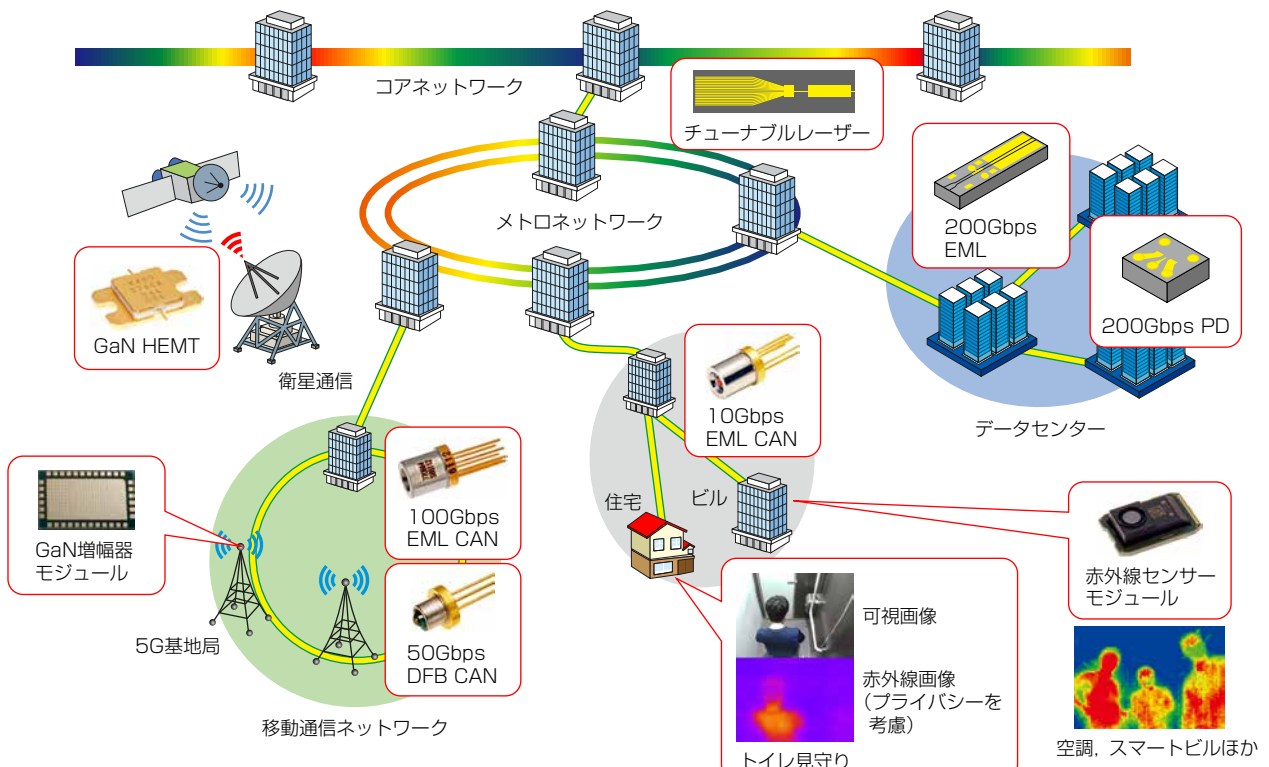 コアネットワーク
チューナブルレーザー
メトロネットワーク
200Gbps
EML
200Gbps PD
データセンター
GaN HEMT
衛星通信
10Gbps
EML CAN
住宅
ビル
GaN増幅器
モジュール
5G基地局
100Gbps
EML CAN
50Gbps
DFB CAN
移動通信ネットワーク
可視画像
赤外線画像
(プライバシーを
考慮)
トイレ見守り
赤外線センサー
モジュール
空調,スマートビルほか